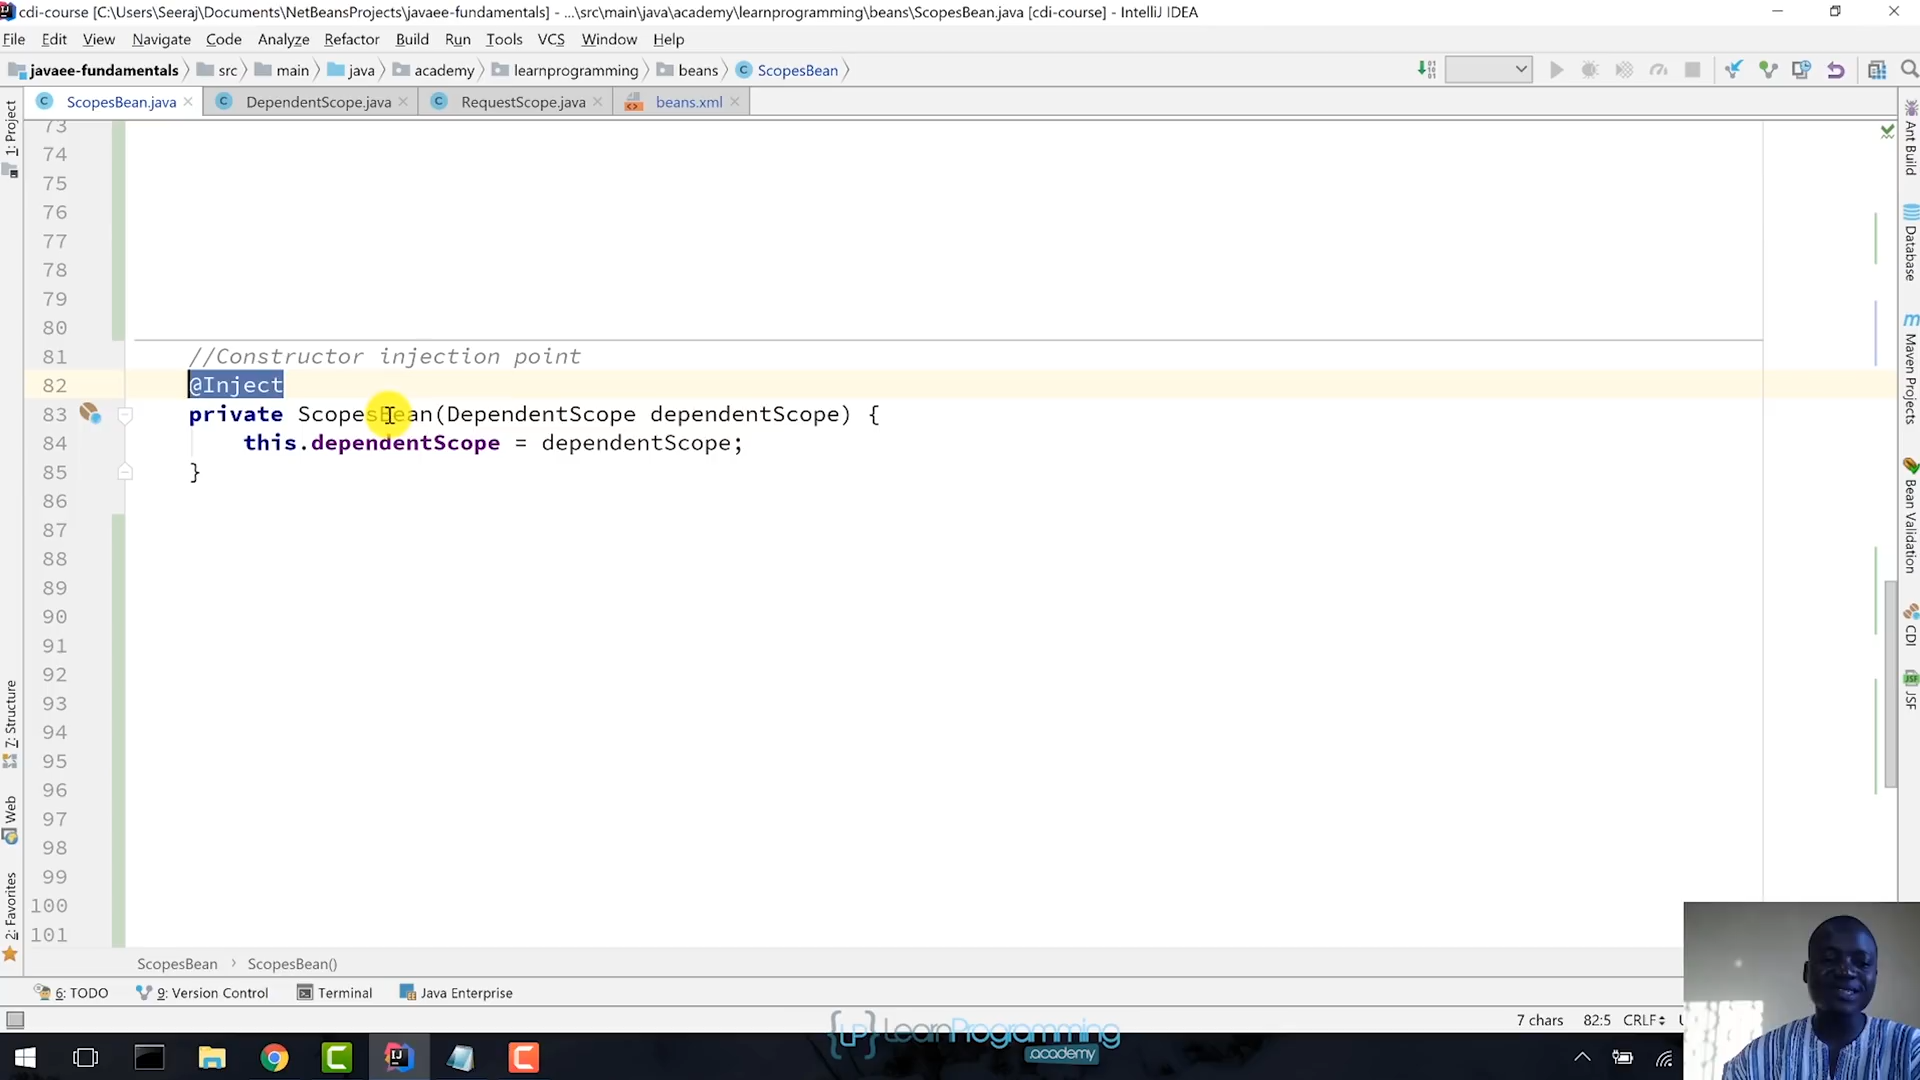 cdi-course [C:\Users\Seeraj\Documents\NetBeansProjects\javaee-fundamentals] - ...\src\main\java\academy\learnprogramming\beans\ScopesBean.java [cdi-course] - IntelliJ IDEA
File Edit View Navigate Code Analyze Refactor Build Run Tools VCS Window Help
javaee-fundamentals src main java academy learnprogramming beans ScopesBean
ScopesBean.java DependentScope.java RequestScope.java beans.xml
73
74
75
76
77
78
79
80
81 //Constructor injection point
82 @Inject
83 private ScopesBean(DependentScope dependentScope) {
84 this.dependentScope = dependentScope;
85 }
86
87
88
89
90
91
92
93
94
95
96
97
98
99
100
101
1: Project
7: Structure
Web
2: Favorites
Ant Build
Database
Maven Projects
Bean Validation
CDI
JSF
ScopesBean ScopesBean()
6: TODO 9: Version Control Terminal Java Enterprise
7 chars 82:5 CRLF
{LP} LearnProgramming
.academy